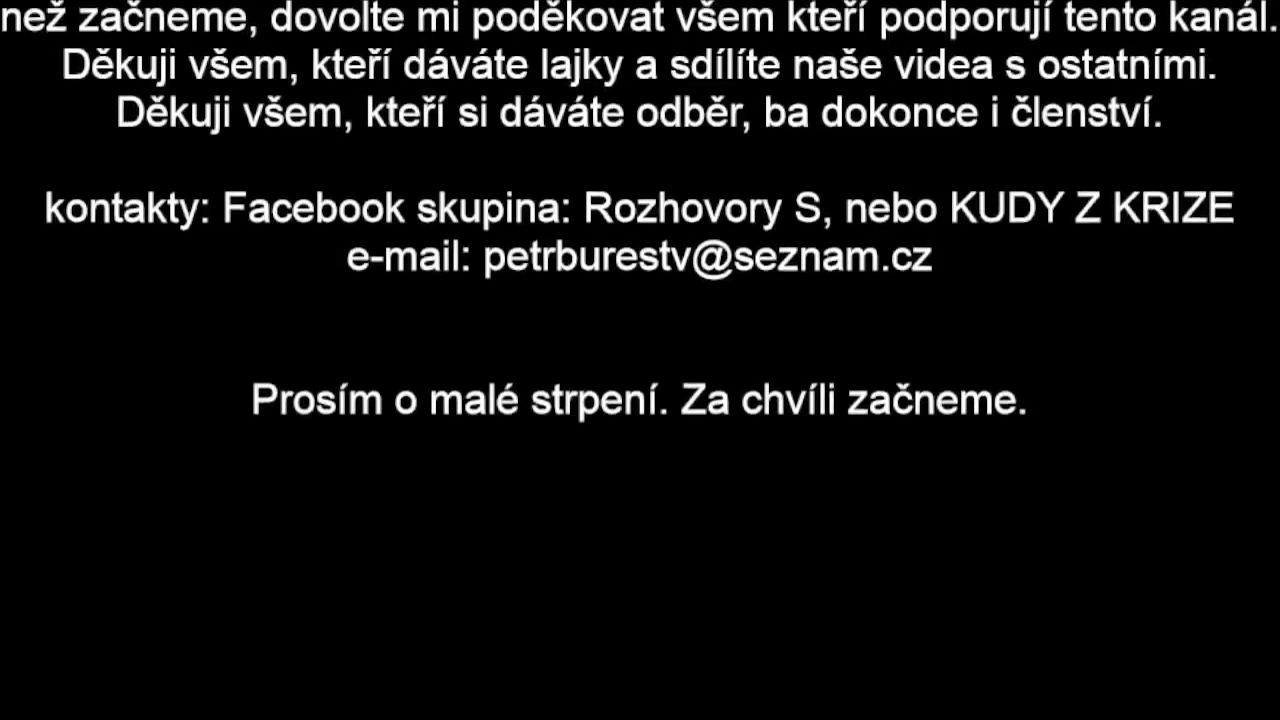 než začneme, dovolte mi poděkovat všem kteří podporují tento kanál.
Děkuji všem, kteří dáváte lajky a sdílíte naše videa s ostatními.
Děkuji všem, kteří si dáváte odběr, ba dokonce i členství.
kontakty: Facebook skupina: Rozhovory S, nebo KUDY Z KRIZE
e-mail: petrburestv@seznam.cz
Prosím o malé strpení. Za chvíli začneme.